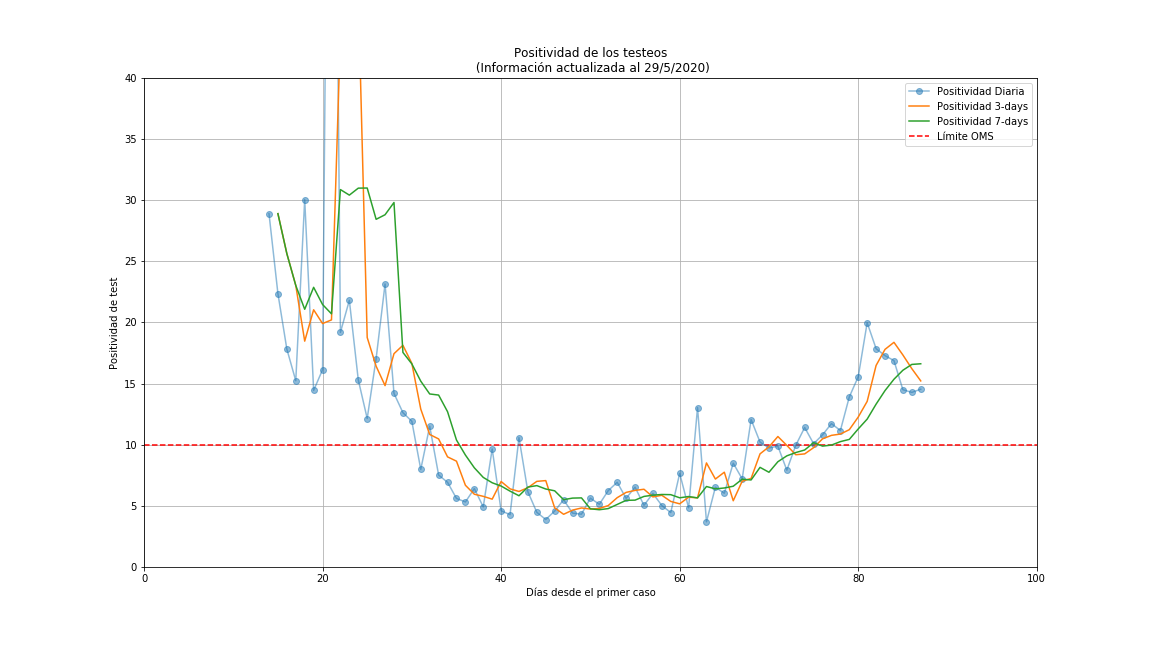 Positividad de los testeos
(Información actualizada al 29/5/2020)
Positividad Diaria
Positividad 3-days
Positividad 7-days
Límite OMS
Positividad de test
40
35
30
25
20
15
10
5
0
0 20 40 60 80 100
Días desde el primer caso